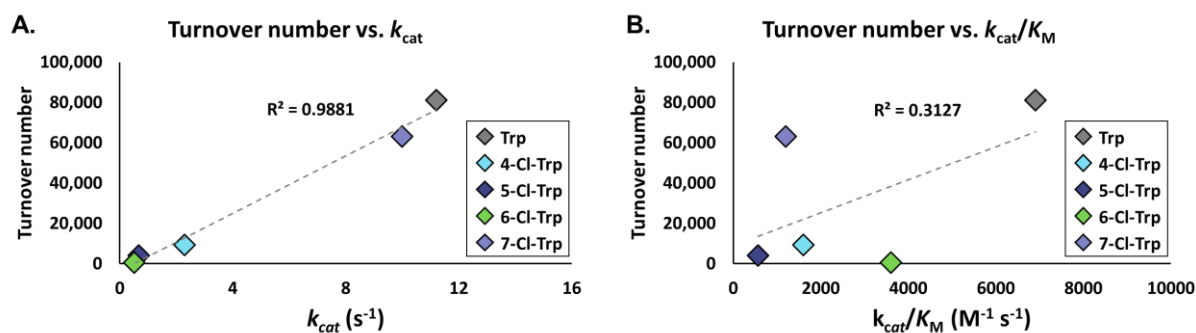 A.
Turnover number vs. kcat
100,000
80,000
60,000
40,000
20,000
0
Turnover number
R² = 0.9881
Trp
4-Cl-Trp
5-Cl-Trp
6-Cl-Trp
7-Cl-Trp
0 4 8 12 16
kcat (s⁻¹)
B.
Turnover number vs. kcat/KM
100,000
80,000
60,000
40,000
20,000
0
Turnover number
R² = 0.3127
Trp
4-Cl-Trp
5-Cl-Trp
6-Cl-Trp
7-Cl-Trp
0 2000 4000 6000 8000 10000
kcat/KM (M⁻¹ s⁻¹)